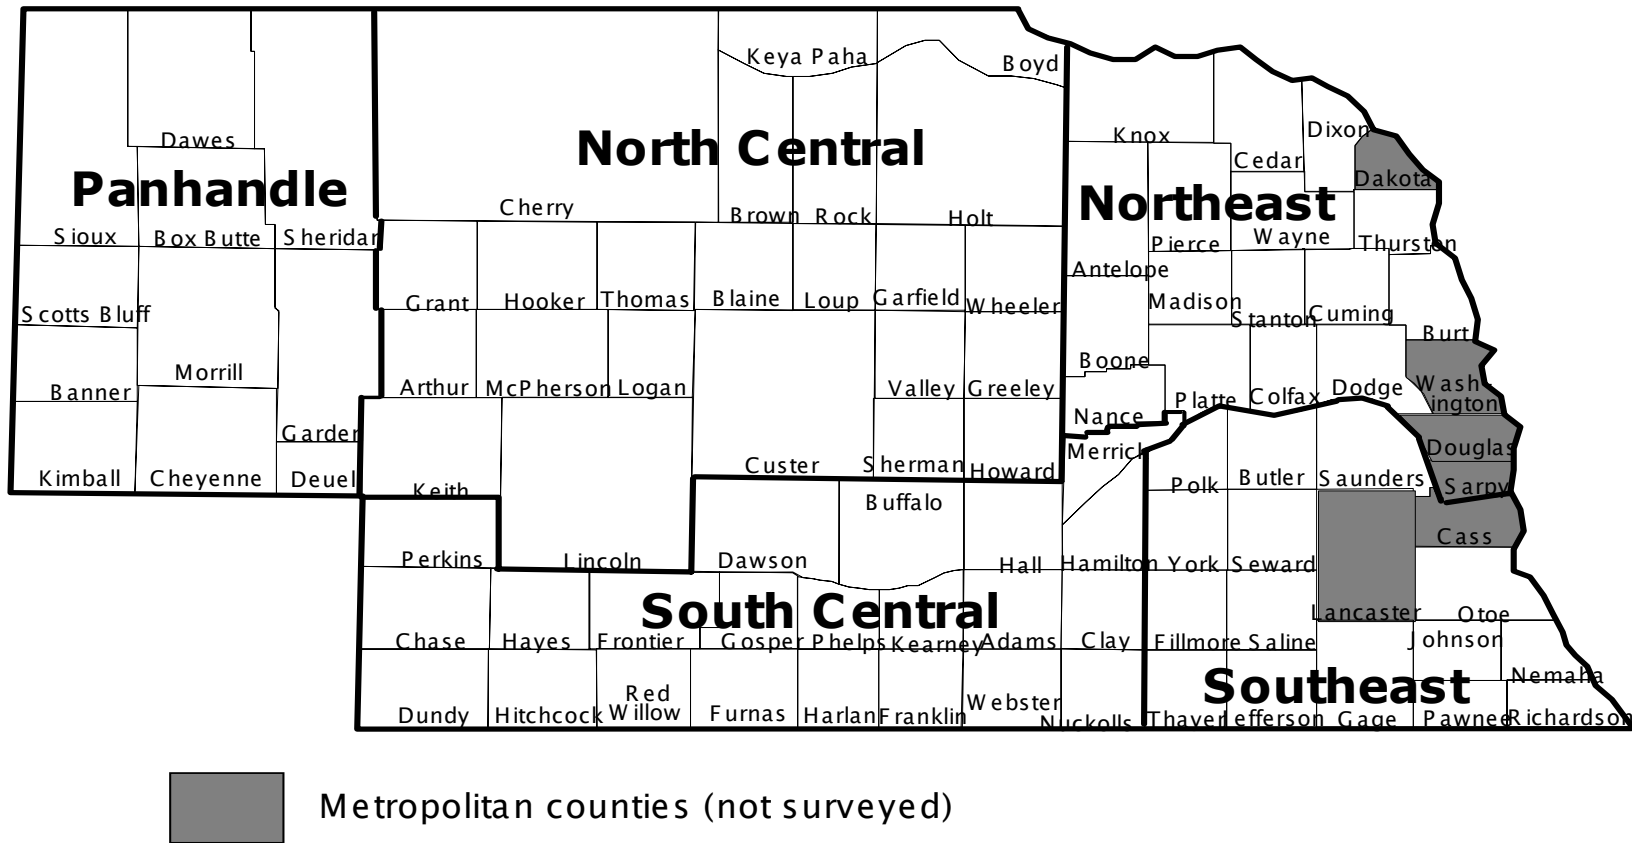 Keya Paha
Boyd
Knox
Dixon
Dawes
North Central
Cedar
Dakota
Panhandle
Northeast
Cherry
Brown
Rock
Holt
Sioux
Box Butte
Sheridan
Pierce
Wayne
Thurston
Antelope
Scotts Bluff
Grant
Hooker
Thomas
Blaine
Loup
Garfield
Wheeler
Madison
Stanton
Cuming
Burt
Morrill
Boone
Banner
Arthur
McPherson
Logan
Valley
Greeley
Platte
Colfax
Dodge
Wash-
ington
Nance
Garden
Merrick
Douglas
Kimball
Cheyenne
Deuel
Keith
Custer
Sherman
Howard
Polk
Butler
Saunders
Sarpy
Buffalo
Cass
Perkins
Lincoln
Dawson
Hall
Hamilton
York
Seward
South Central
Lancaster
Otoe
Chase
Hayes
Frontier
Gosper
Phelps
Kearney
Adams
Clay
Fillmore
Saline
Johnson
Southeast
Nemaha
Dundy
Hitchcock
Red
Willow
Furnas
Harlan
Franklin
Webster
Nuckolls
Thayer
Jefferson
Gage
Pawnee
Richardson
Metropolitan counties (not surveyed)